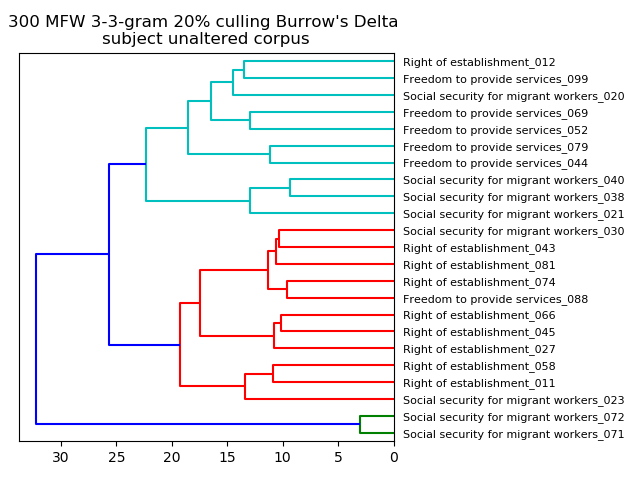 300 MFW 3-3-gram 20% culling Burrow's Delta
subject unaltered corpus
Right of establishment_012
Freedom to provide services_099
Social security for migrant workers_020
Freedom to provide services_069
Freedom to provide services_052
Freedom to provide services_079
Freedom to provide services_044
Social security for migrant workers_040
Social security for migrant workers_038
Social security for migrant workers_021
Social security for migrant workers_030
Right of establishment_043
Right of establishment_081
Right of establishment_074
Freedom to provide services_088
Right of establishment_066
Right of establishment_045
Right of establishment_027
Right of establishment_058
Right of establishment_011
Social security for migrant workers_023
Social security for migrant workers_072
Social security for migrant workers_071
30 25 20 15 10 5 0